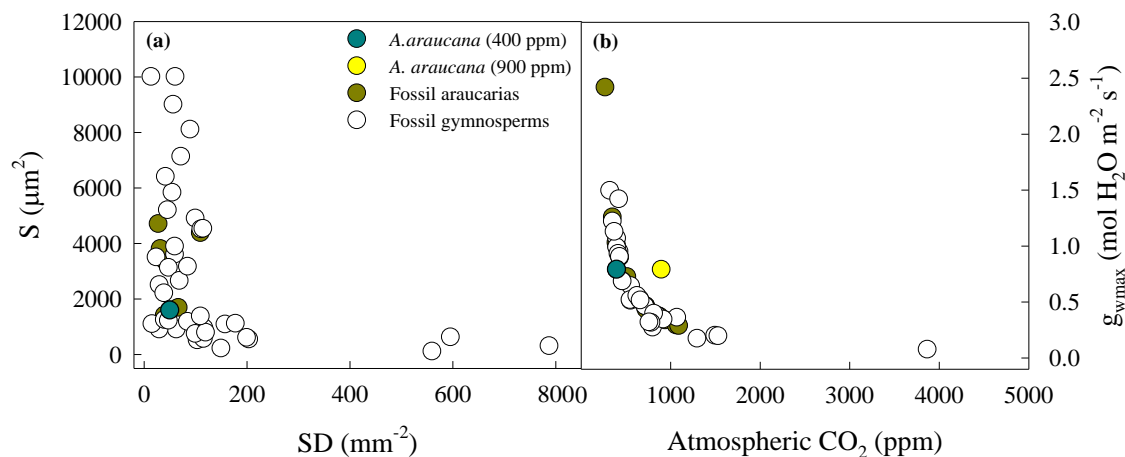 12000
10000
8000
6000
4000
2000
0
S (μm²)
(a)
A.araucana (400 ppm)
A. araucana (900 ppm)
Fossil araucarias
Fossil gymnosperms
(b)
3.0
2.5
2.0
1.5
1.0
0.5
0.0
g_wmax (mol H₂O m⁻² s⁻¹)
0 200 400 600 8000 1000 2000 3000 4000 5000
SD (mm⁻²) Atmospheric CO₂ (ppm)